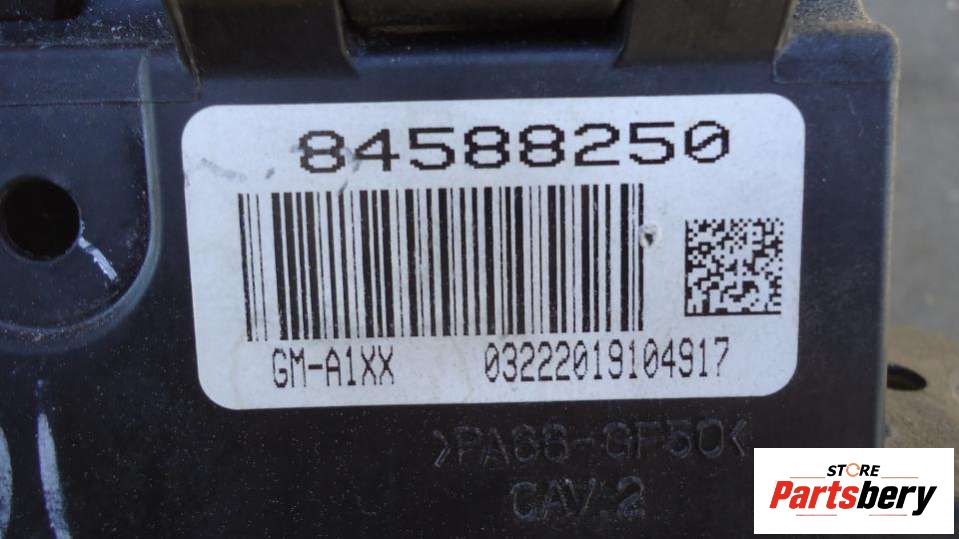 84588250
GM-A1XX 03222019104917
>PA66-GF50<
CAV:2
STORE
Partsbery